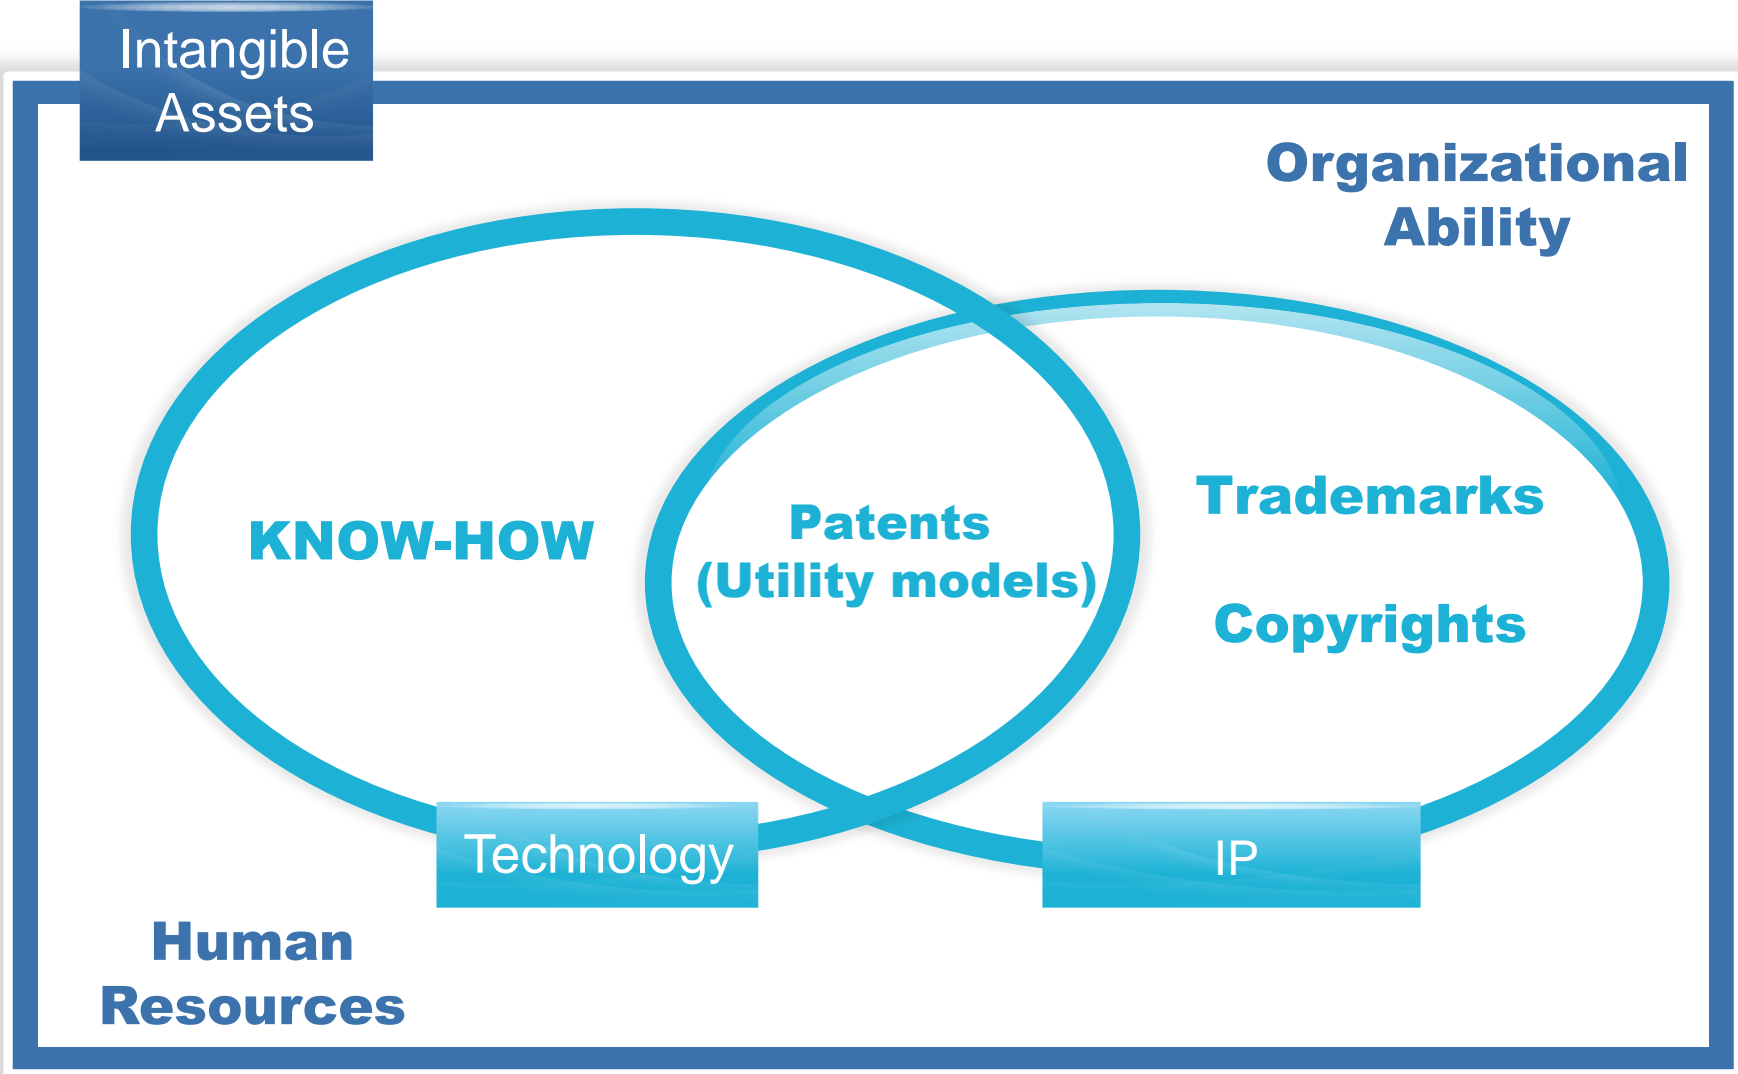 Intangible
Assets
Organizational
Ability
KNOW-HOW
Patents
(Utility models)
Trademarks
Copyrights
Technology
IP
Human
Resources